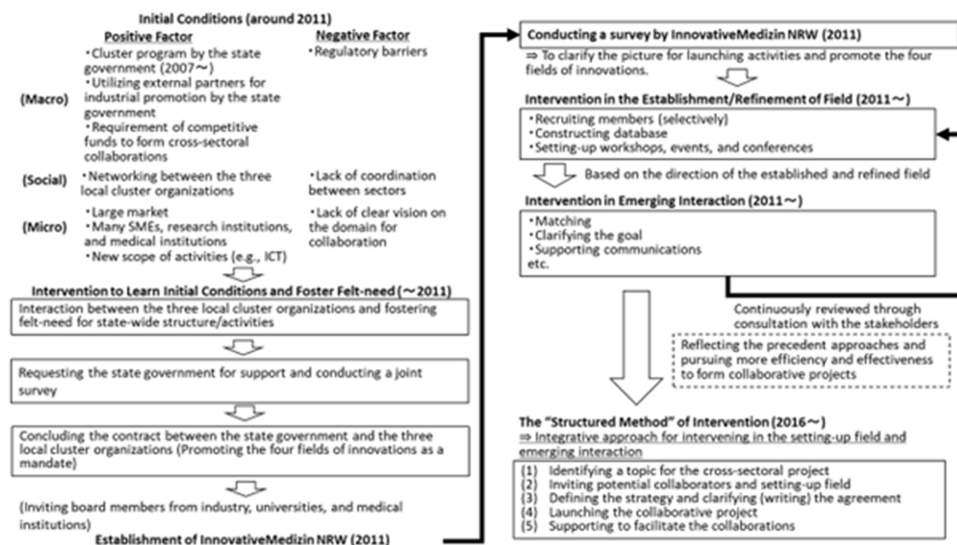 Initial Conditions (around 2011)
Positive Factor
Negative Factor
(Macro)
・Cluster program by the state
government (2007～)
・Utilizing external partners for
industrial promotion by the state
government
・Requirement of competitive
funds to form cross-sectoral
collaborations
・Regulatory barriers
(Social)
・Networking between the three
local cluster organizations
・Lack of coordination
between sectors
(Micro)
・Large market
・Many SMEs, research institutions,
and medical institutions
・New scope of activities (e.g., ICT)
・Lack of clear vision on
the domain for
collaboration
Intervention to Learn Initial Conditions and Foster Felt-need (～2011)
Interaction between the three local cluster organizations and fostering
felt-need for state-wide structure/activities
Requesting the state government for support and conducting a joint
survey
Concluding the contract between the state government and the three
local cluster organizations (Promoting the four fields of innovations as a
mandate)
(Inviting board members from industry, universities, and medical
institutions)
Establishment of InnovativeMedizin NRW (2011)
Conducting a survey by InnovativeMedizin NRW (2011)
⇒ To clarify the picture for launching activities and promote the four
fields of innovations.
Intervention in the Establishment/Refinement of Field (2011～)
・Recruiting members (selectively)
・Constructing database
・Setting-up workshops, events, and conferences
Based on the direction of the established and refined field
Intervention in Emerging Interaction (2011～)
・Matching
・Clarifying the goal
・Supporting communications
etc.
Continuously reviewed through
consultation with the stakeholders
Reflecting the precedent approaches and
pursuing more efficiency and effectiveness
to form collaborative projects
The "Structured Method" of Intervention (2016～)
⇒ Integrative approach for intervening in the setting-up field and
emerging interaction
(1) Identifying a topic for the cross-sectoral project
(2) Inviting potential collaborators and setting-up field
(3) Defining the strategy and clarifying (writing) the agreement
(4) Launching the collaborative project
(5) Supporting to facilitate the collaborations